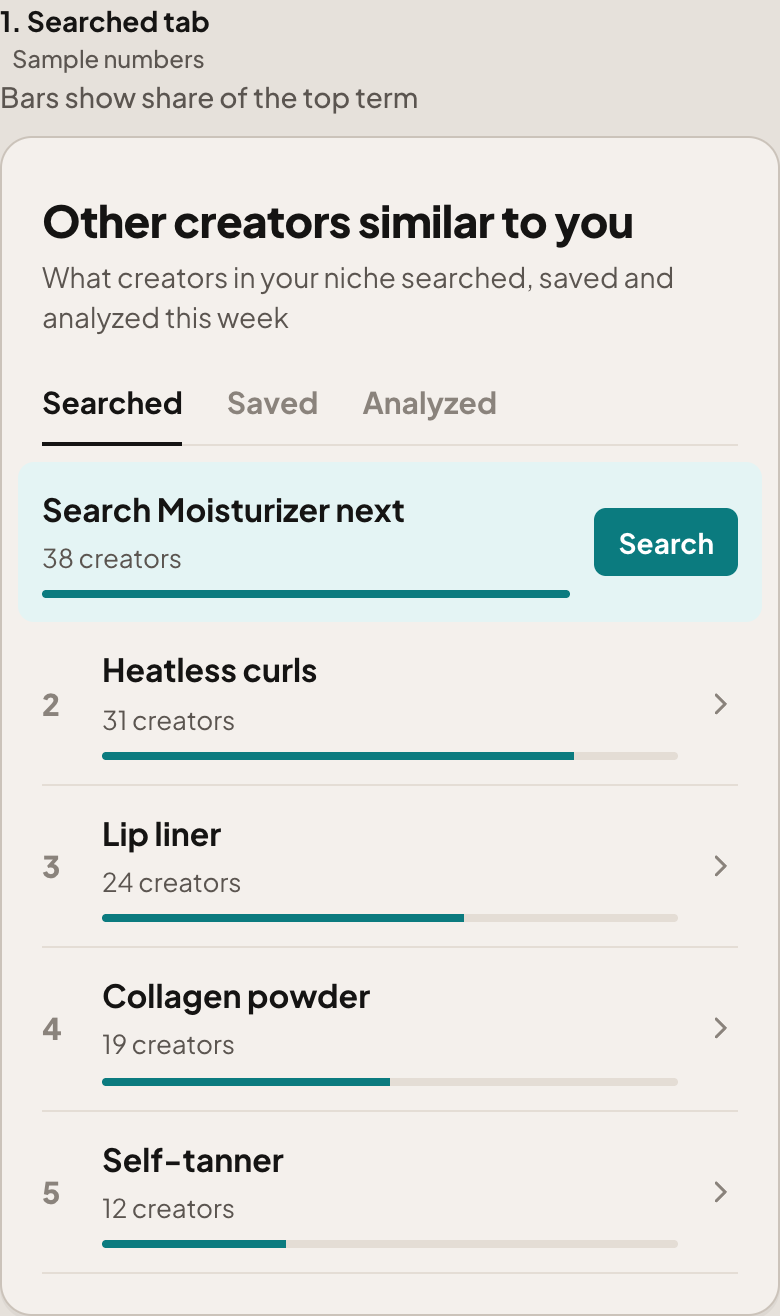 1. Searched tab
Sample numbers
Bars show share of the top term
Other creators similar to you
What creators in your niche searched, saved and
analyzed this week
Searched Saved Analyzed
Search Moisturizer next
38 creators
Search
2
Heatless curls
31 creators
3
Lip liner
24 creators
4
Collagen powder
19 creators
5
Self-tanner
12 creators